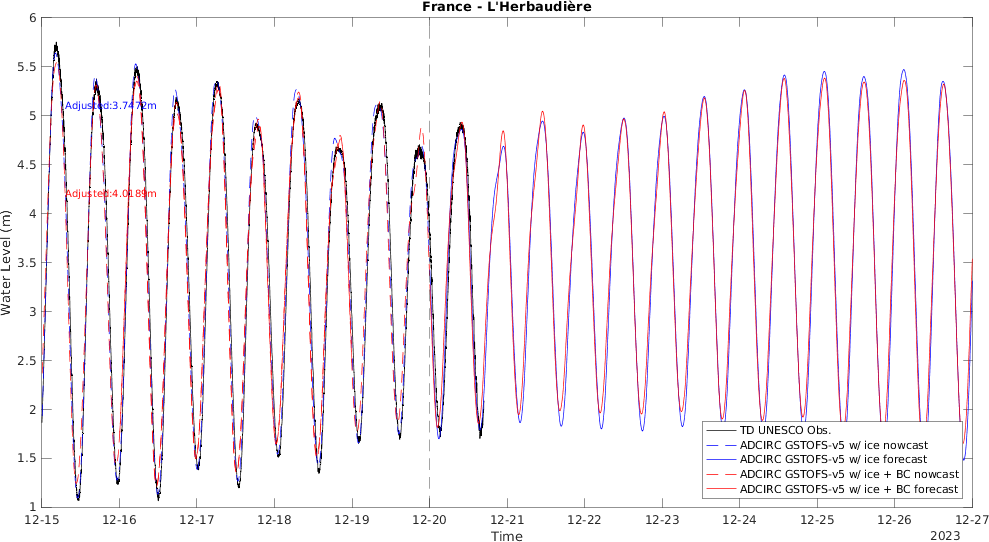 France - L'Herbaudière
6
5.5
5
4.5
4
3.5
3
2.5
2
1.5
1
Water Level (m)
Adjusted:3.7472m
Adjusted:4.0189m
TD UNESCO Obs.
ADCIRC GSTOFS-v5 w/ ice nowcast
ADCIRC GSTOFS-v5 w/ ice forecast
ADCIRC GSTOFS-v5 w/ ice + BC nowcast
ADCIRC GSTOFS-v5 w/ ice + BC forecast
12-15 12-16 12-17 12-18 12-19 12-20 12-21 12-22 12-23 12-24 12-25 12-26 12-27
Time
2023